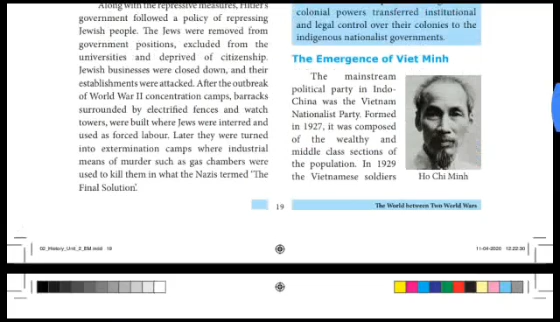 Along with the repressive measures, Hitler's
government followed a policy of repressing
Jewish people. The Jews were removed from
government positions, excluded from the
universities and deprived of citizenship.
Jewish businesses were closed down, and their
establishments were attacked. After the outbreak
of World War II concentration camps, barracks
surrounded by electrified fences and watch
towers, were built where Jews were interred and
used as forced labour. Later they were turned
into extermination camps where industrial
means of murder such as gas chambers were
used to kill them in what the Nazis termed 'The
Final Solution'.
colonial powers transferred institutional
and legal control over their colonies to the
indigenous nationalist governments.
The Emergence of Viet Minh
The mainstream
political party in Indo-
China was the Vietnam
Nationalist Party. Formed
in 1927, it was composed
of the wealthy and
middle class sections of
the population. In 1929
the Vietnamese soldiers
Ho Chi Minh
19
The World between Two World Wars
02_History_Unit_2_EM.indd 19
11-04-2022 12:22:30